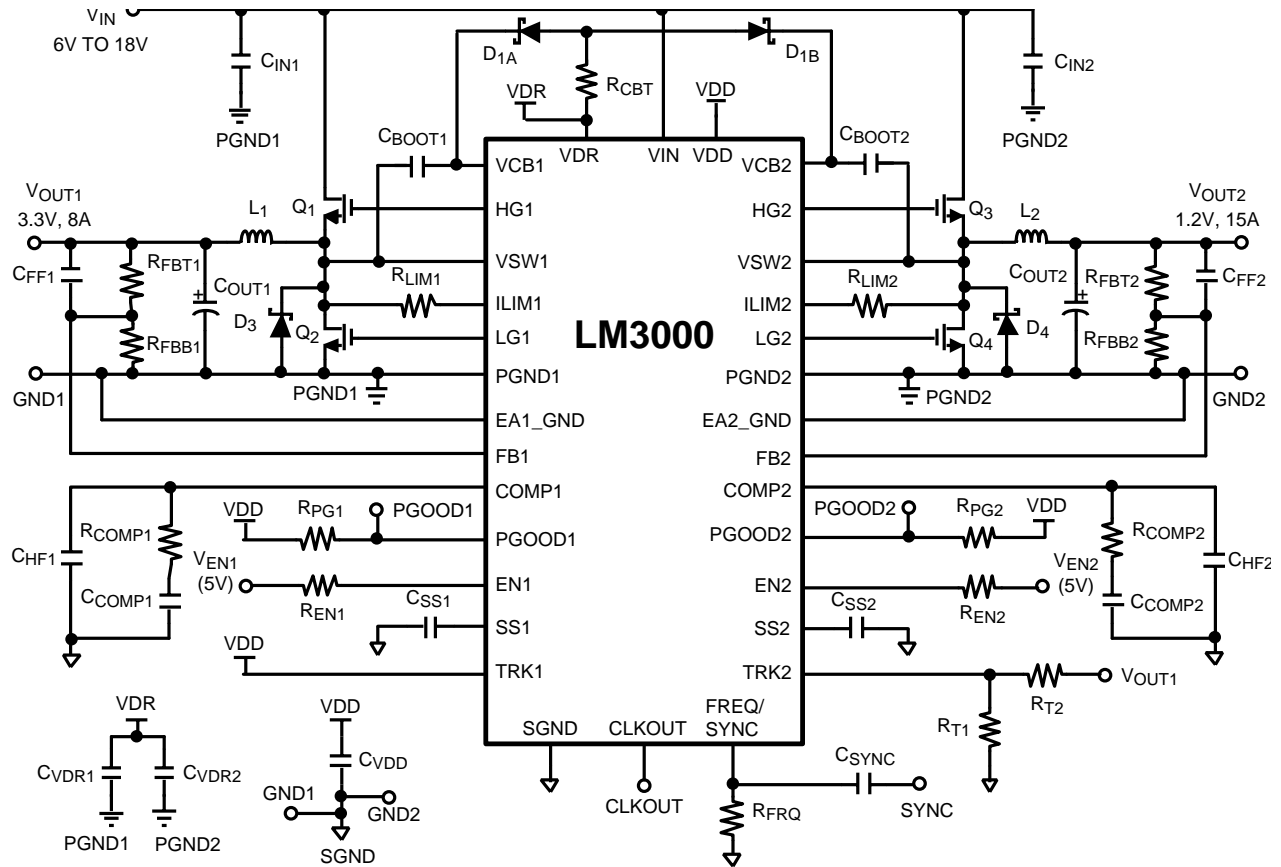 VIN
6V TO 18V
CIN1
PGND1
D1A
RCBT
D1B
CIN2
PGND2
VDR
VDD
CBOOT1
CBOOT2
VDR
VIN
VDD
VCB1
VCB2
VOUT1
3.3V, 8A
L1
Q1
HG1
HG2
Q3
L2
VOUT2
1.2V, 15A
CFF1
RFBT1
COUT1
+
RLIM1
VSW1
VSW2
RLIM2
COUT2
+
RFBT2
CFF2
ILIM1
ILIM2
D3
Q2
LG1
LM3000
LG2
Q4
D4
RFBB1
RFBB2
GND1
PGND1
PGND1
PGND2
PGND2
GND2
EA1_GND
EA2_GND
FB1
FB2
COMP1
COMP2
VDD
RPG1
PGOOD1
PGOOD1
PGOOD2
PGOOD2
RPG2
VDD
CHF1
RCOMP1
CCOMP1
VEN1
(5V)
REN1
EN1
EN2
REN2
VEN2
(5V)
RCOMP2
CCOMP2
CHF2
CSS1
SS1
SS2
CSS2
VDD
TRK1
TRK2
RT2
VOUT1
RT1
SGND
CLKOUT
FREQ/
SYNC
VDR
CVDR1
CVDR2
PGND1
PGND2
VDD
CVDD
GND1
GND2
SGND
CLKOUT
RFRQ
CSYNC
SYNC